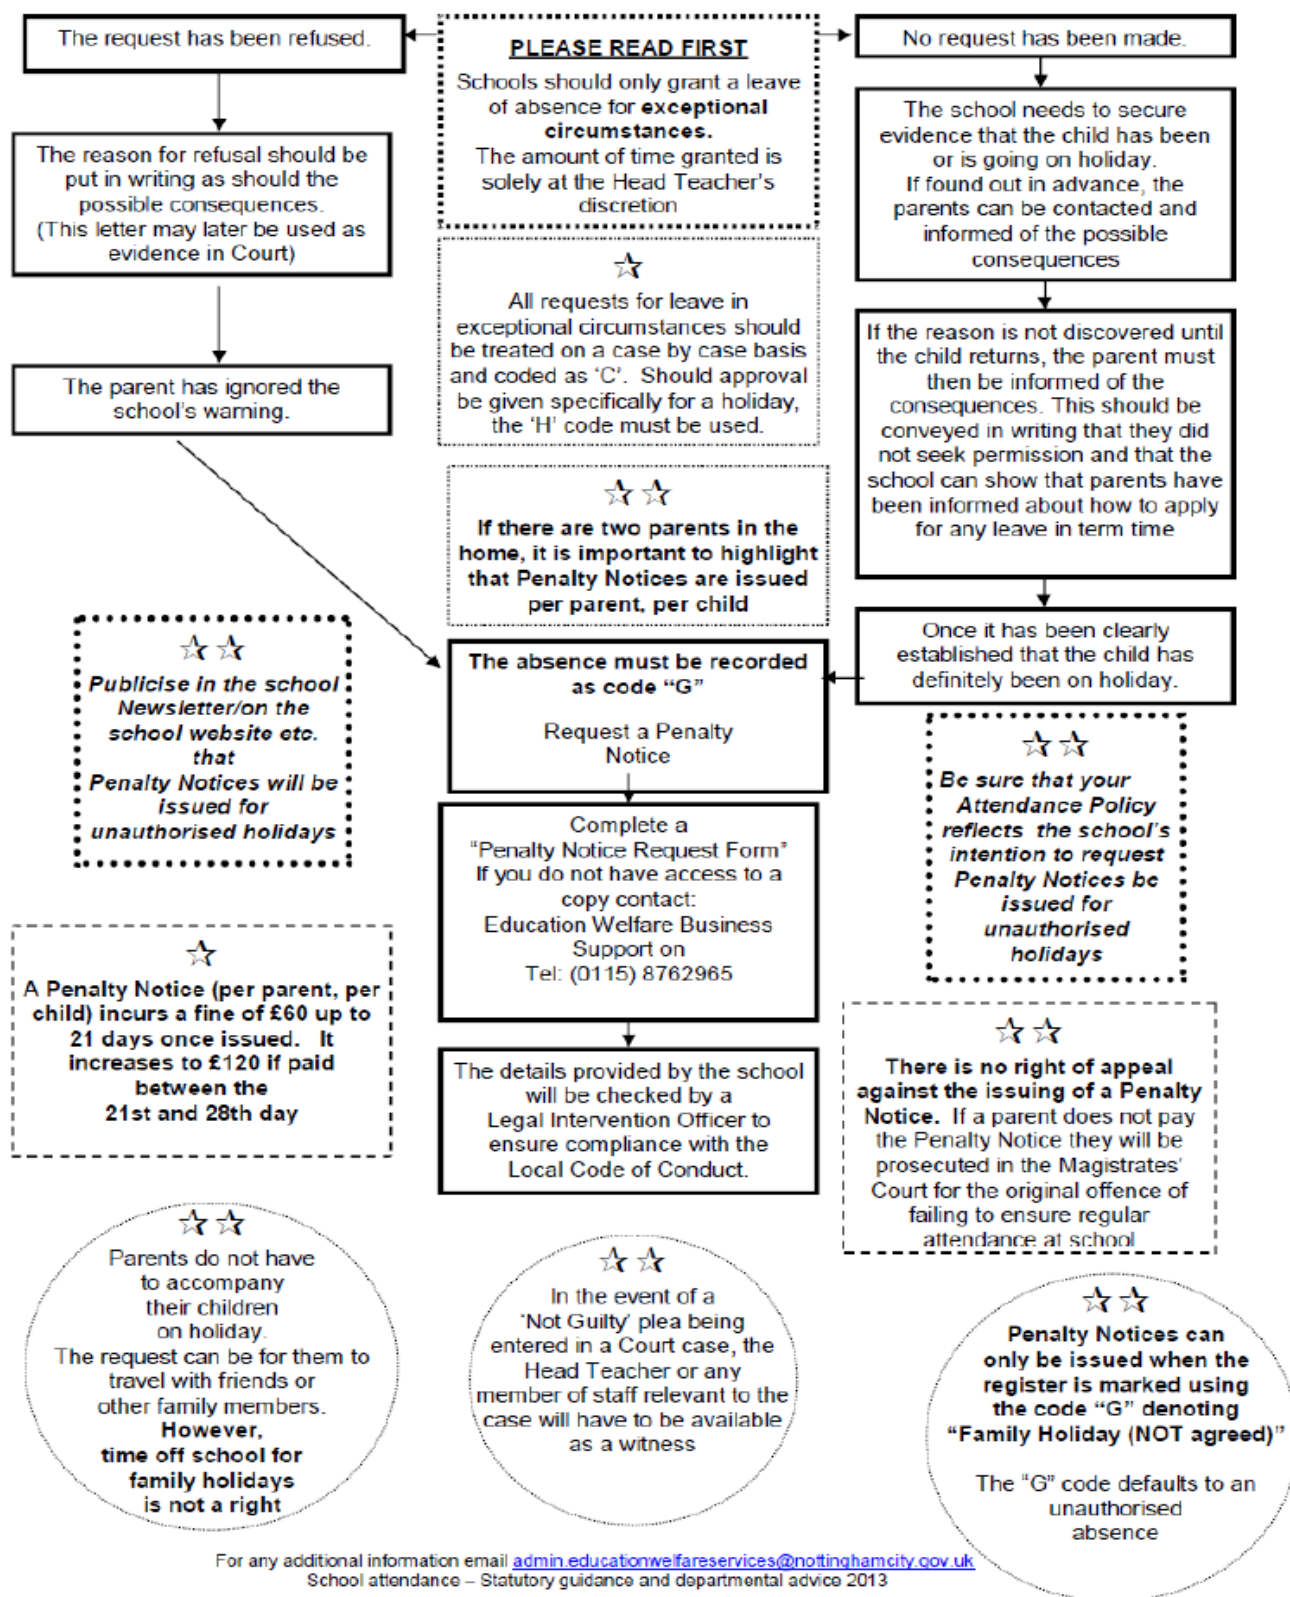 The request has been refused.
The reason for refusal should be
put in writing as should the
possible consequences.
(This letter may later be used as
evidence in Court)
The parent has ignored the
school's warning.
PLEASE READ FIRST
Schools should only grant a leave
of absence for exceptional
circumstances.
The amount of time granted is
solely at the Head Teacher's
discretion
All requests for leave in
exceptional circumstances should
be treated on a case by case basis
and coded as 'C'. Should approval
be given specifically for a holiday,
the 'H' code must be used.
If there are two parents in the
home, it is important to highlight
that Penalty Notices are issued
per parent, per child
No request has been made.
The school needs to secure
evidence that the child has been
or is going on holiday.
If found out in advance, the
parents can be contacted and
informed of the possible
consequences
If the reason is not discovered until
the child returns, the parent must
then be informed of the
consequences. This should be
conveyed in writing that they did
not seek permission and that the
school can show that parents have
been informed about how to apply
for any leave in term time
Once it has been clearly
established that the child has
definitely been on holiday.
Publicise in the school
Newsletter/on the
school website etc.
that
Penalty Notices will be
issued for
unauthorised holidays
The absence must be recorded
as code "G"
Request a Penalty
Notice
Complete a
"Penalty Notice Request Form"
If you do not have access to a
copy contact:
Education Welfare Business
Support on
Tel: (0115) 8762965
The details provided by the school
will be checked by a
Legal Intervention Officer to
ensure compliance with the
Local Code of Conduct.
Be sure that your
Attendance Policy
reflects the school's
intention to request
Penalty Notices be
issued for
unauthorised
holidays
A Penalty Notice (per parent, per
child) incurs a fine of £60 up to
21 days once issued. It
increases to £120 if paid
between the
21st and 28th day
There is no right of appeal
against the issuing of a Penalty
Notice. If a parent does not pay
the Penalty Notice they will be
prosecuted in the Magistrates'
Court for the original offence of
failing to ensure regular
attendance at school
Parents do not have
to accompany
their children
on holiday.
The request can be for them to
travel with friends or
other family members.
However,
time off school for
family holidays
is not a right
In the event of a
'Not Guilty' plea being
entered in a Court case, the
Head Teacher or any
member of staff relevant to the
case will have to be available
as a witness
Penalty Notices can
only be issued when the
register is marked using
the code "G" denoting
"Family Holiday (NOT agreed)"
The "G" code defaults to an
unauthorised
absence
For any additional information email admin.educationwelfareservices@nottinghamcity.gov.uk
School attendance – Statutory guidance and departmental advice 2013